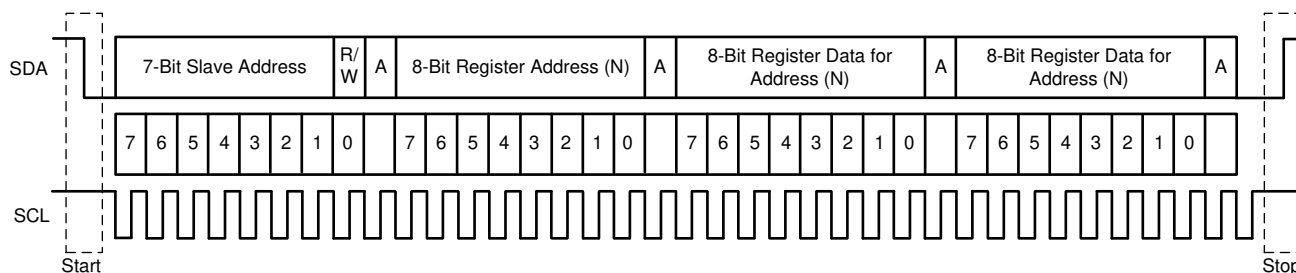 SDA
7-Bit Slave Address
R/
W
A
8-Bit Register Address (N)
A
8-Bit Register Data for
Address (N)
A
8-Bit Register Data for
Address (N)
A
7 6 5 4 3 2 1 0 7 6 5 4 3 2 1 0 7 6 5 4 3 2 1 0 7 6 5 4 3 2 1 0
SCL
Start
Stop